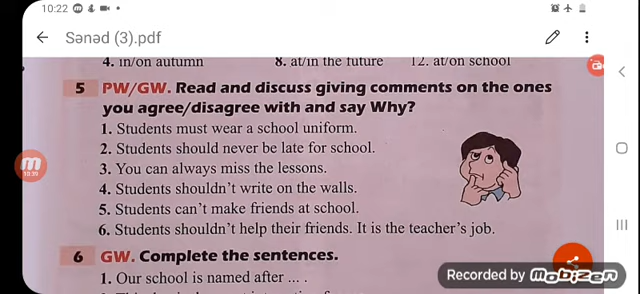 10:22
Sənəd (3).pdf
4. in/on autumn 8. at/in the future 12. at/on school
5 PW/GW. Read and discuss giving comments on the ones
you agree/disagree with and say Why?
1. Students must wear a school uniform.
2. Students should never be late for school.
3. You can always miss the lessons.
4. Students shouldn't write on the walls.
5. Students can't make friends at school.
6. Students shouldn't help their friends. It is the teacher's job.
6 GW. Complete the sentences.
1. Our school is named after ... .
10:39
Recorded by Mobizen